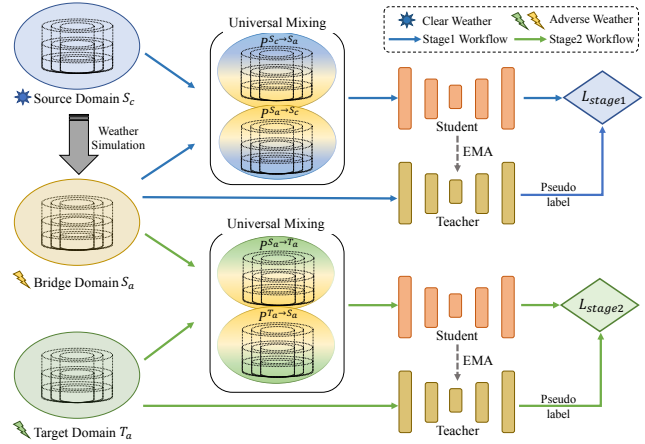 Universal Mixing
Clear Weather
Adverse Weather
Stage1 Workflow
Stage2 Workflow
P^{S_c→S_a}
P^{S_a→S_c}
Source Domain S_c
Weather
Simulation
Student
EMA
Teacher
L_{stage1}
Pseudo
label
Bridge Domain S_a
Universal Mixing
P^{S_a→T_a}
P^{T_a→S_a}
Student
EMA
Teacher
L_{stage2}
Pseudo
label
Target Domain T_a